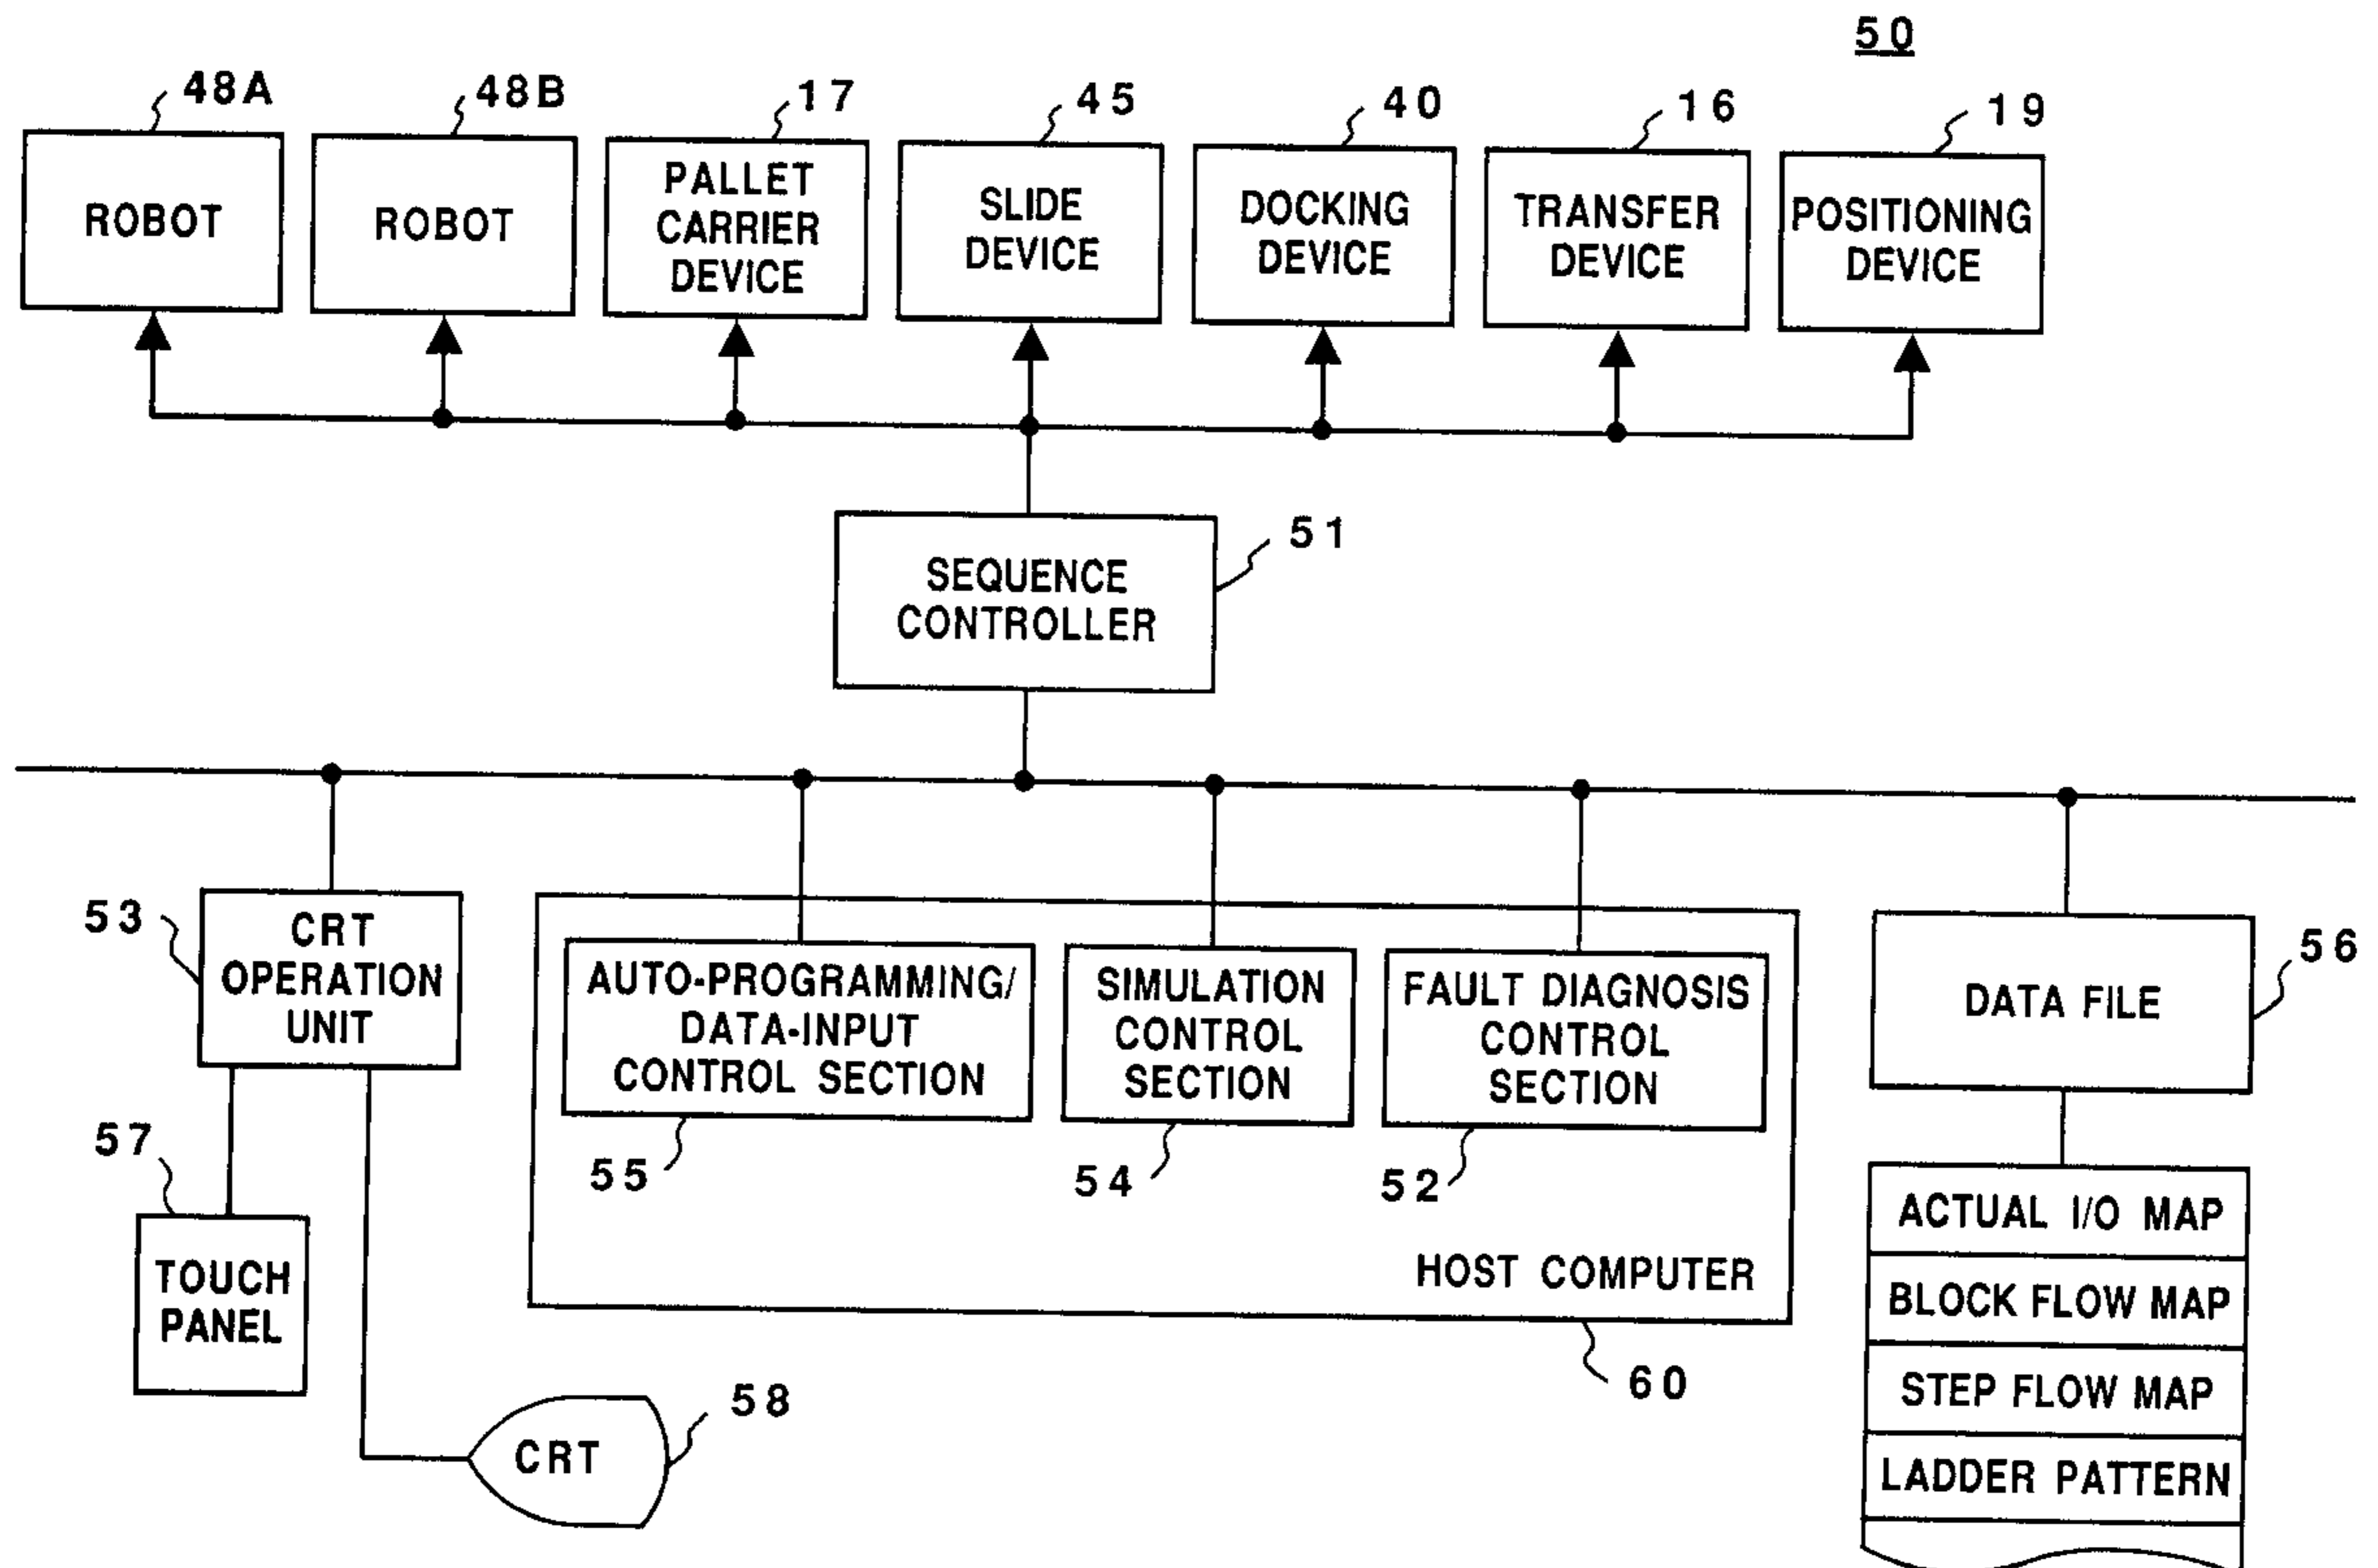 50
48A
48B
17
45
40
16
19
ROBOT
ROBOT
PALLET
CARRIER
DEVICE
SLIDE
DEVICE
DOCKING
DEVICE
TRANSFER
DEVICE
POSITIONING
DEVICE
51
SEQUENCE
CONTROLLER
53
CRT
OPERATION
UNIT
AUTO-PROGRAMMING/
DATA-INPUT
CONTROL SECTION
55
SIMULATION
CONTROL
SECTION
54
FAULT DIAGNOSIS
CONTROL
SECTION
52
HOST COMPUTER
60
56
DATA FILE
57
TOUCH
PANEL
58
CRT
ACTUAL I/O MAP
BLOCK FLOW MAP
STEP FLOW MAP
LADDER PATTERN